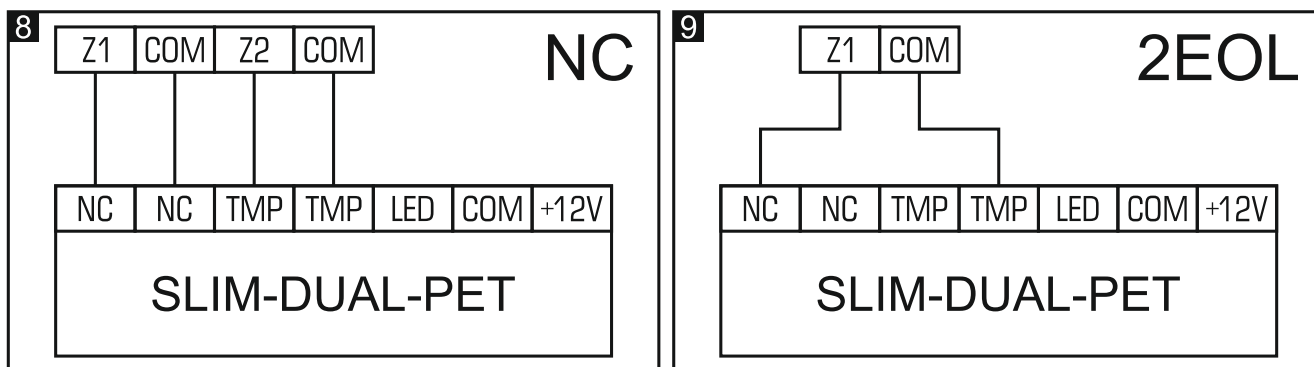 8
Z1 COM Z2 COM
NC
NC NC TMP TMP LED COM +12V
SLIM-DUAL-PET
9
Z1 COM
2EOL
NC NC TMP TMP LED COM +12V
SLIM-DUAL-PET